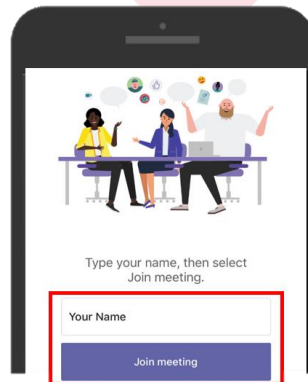 Type your name, then select
Join meeting.
Your Name
Join meeting